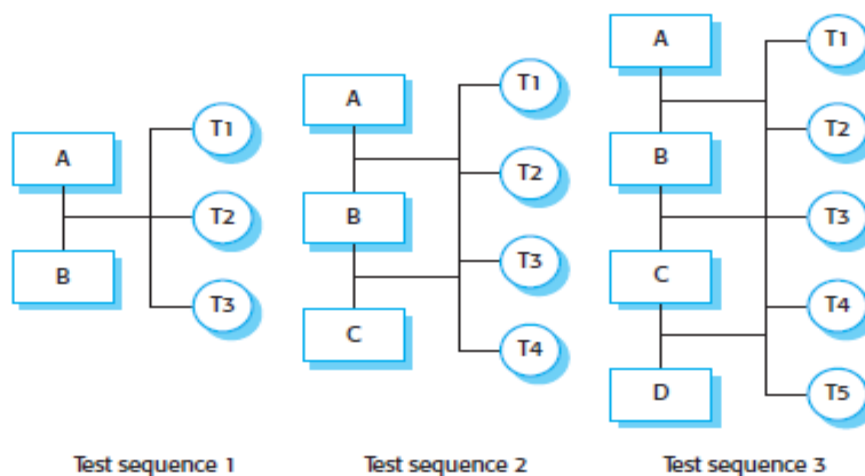 A
B
T1
T2
T3
Test sequence 1
A
B
C
T1
T2
T3
T4
Test sequence 2
A
B
C
D
T1
T2
T3
T4
T5
Test sequence 3